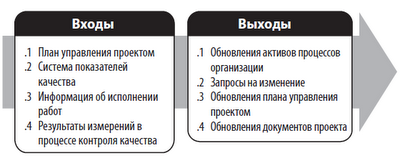 Входы
.1 План управления проектом
.2 Система показателей
качества
.3 Информация об исполнении
работ
.4 Результаты измерений в
процессе контроля качества
Выходы
.1 Обновления активов процессов
организации
.2 Запросы на изменение
.3 Обновления плана управления
проектом
.4 Обновления документов проекта